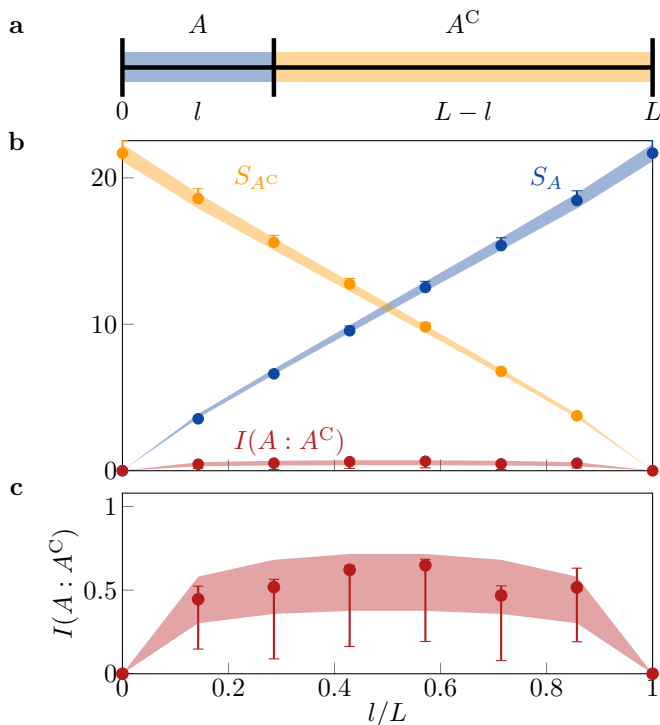 a
A
A^C
0
l
L − l
L
b
20
S_{A^C}
S_A
10
I(A : A^C)
0
c
1
I(A : A^C)
0.5
0
0 0.2 0.4 0.6 0.8 1
l/L